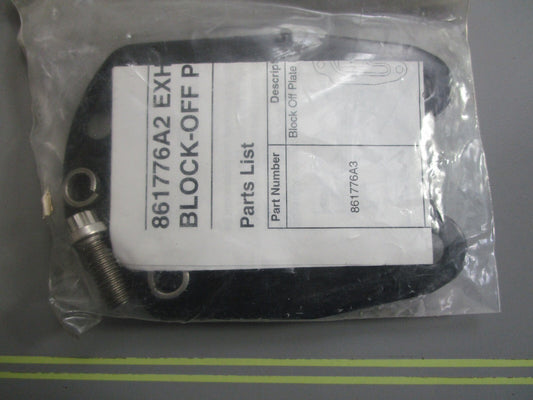 861776A2 EXH
BLOCK-OFF P
Parts List
Part Number Descrip
861776A3 Block Off Plate